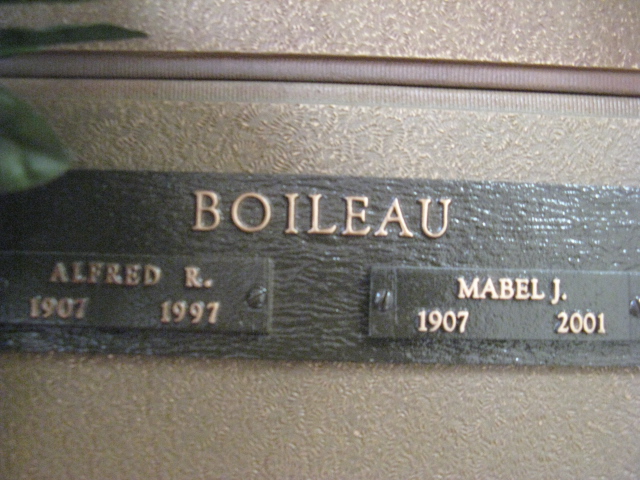 BOILEAU
ALFRED R.
1907 1997
MABEL J.
1907 2001